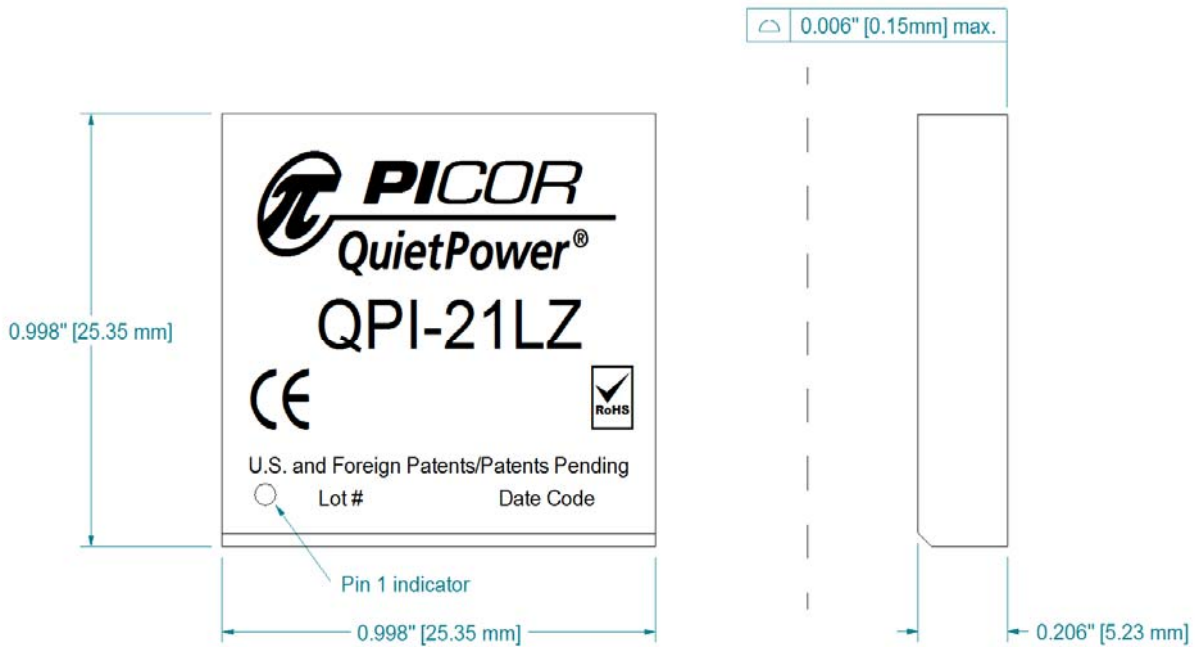 0.006" [0.15mm] max.
PICOR
QuietPower®
QPI-21LZ
0.998" [25.35 mm]
CE
RoHS
U.S. and Foreign Patents/Patents Pending
Lot # Date Code
Pin 1 indicator
0.998" [25.35 mm]
0.206" [5.23 mm]